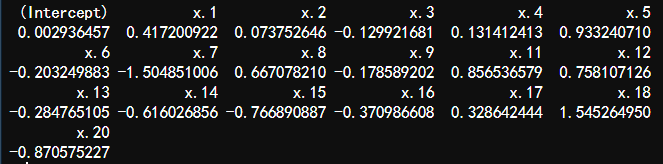 (Intercept) x.1 x.2 x.3 x.4 x.5
0.002936457 0.417200922 0.073752646 -0.129921681 0.131412413 0.933240710
x.6 x.7 x.8 x.9 x.11 x.12
-0.203249883 -1.504851006 0.667078210 -0.178589202 0.856536579 0.758107126
x.13 x.14 x.15 x.16 x.17 x.18
-0.284765105 -0.616026856 -0.766890887 -0.370986608 0.328642444 1.545264950
x.20
-0.870575227